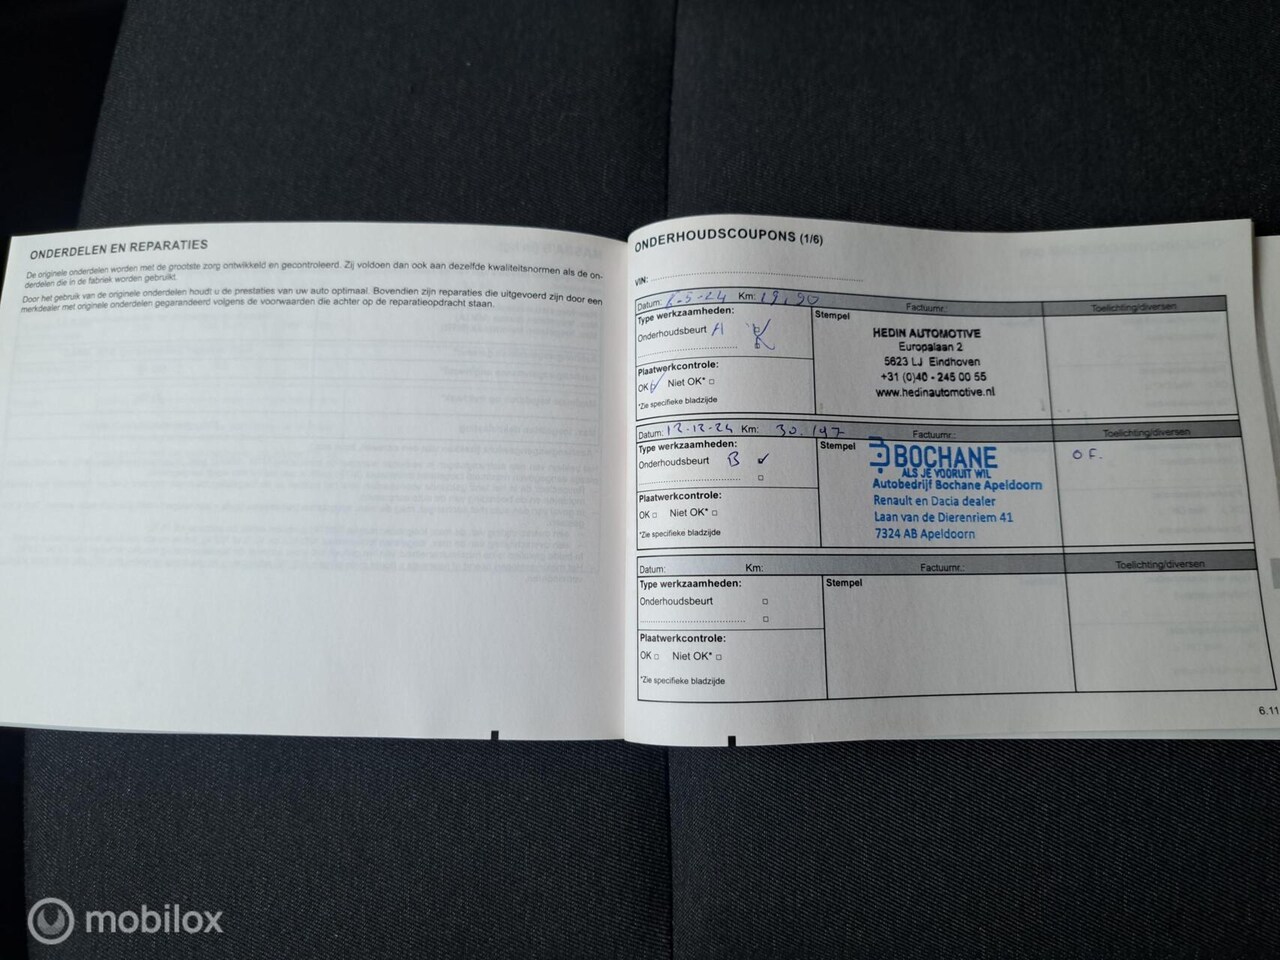 ONDERDELEN EN REPARATIES
De originele onderdelen worden met de grootste zorg ontwikkeld en gecontroleerd. Zij voldoen dan ook aan dezelfde kwaliteitsnormen als de on-
derdelen die in de fabriek worden gebruikt.
Door het gebruik van de originele onderdelen houdt u de prestaties van uw auto optimaal. Bovendien zijn reparaties die uitgevoerd zijn door een
merkdealer met originele onderdelen gegarandeerd volgens de voorwaarden die achter op de reparatieopdracht staan.
ONDERHOUDSCOUPONS (1/6)
VIN:
Datum: Km: Factuurnr.: Toelichting/diversen
Type werkzaamheden:
Onderhoudsbeurt A
Plaatwerkcontrole:
OK Niet OK*
*Zie specifieke bladzijde
Stempel
HEDIN AUTOMOTIVE
Europalaan 2
5623 LJ Eindhoven
+31 (0)40 - 245 00 55
www.hedinautomotive.nl
Datum: 12-12-24 Km: 30.197 Factuurnr.: Toelichting/diversen
Type werkzaamheden:
Onderhoudsbeurt B
Plaatwerkcontrole:
OK Niet OK*
*Zie specifieke bladzijde
Stempel
BOCHANE
ALS JE VOORUIT WIL
Autobedrijf Bochane Apeldoorn
Renault en Dacia dealer
Laan van de Dierenriem 41
7324 AB Apeldoorn
OF.
Datum: Km: Factuurnr.: Toelichting/diversen
Type werkzaamheden:
Onderhoudsbeurt
Plaatwerkcontrole:
OK Niet OK*
*Zie specifieke bladzijde
Stempel
6.11
mobilox